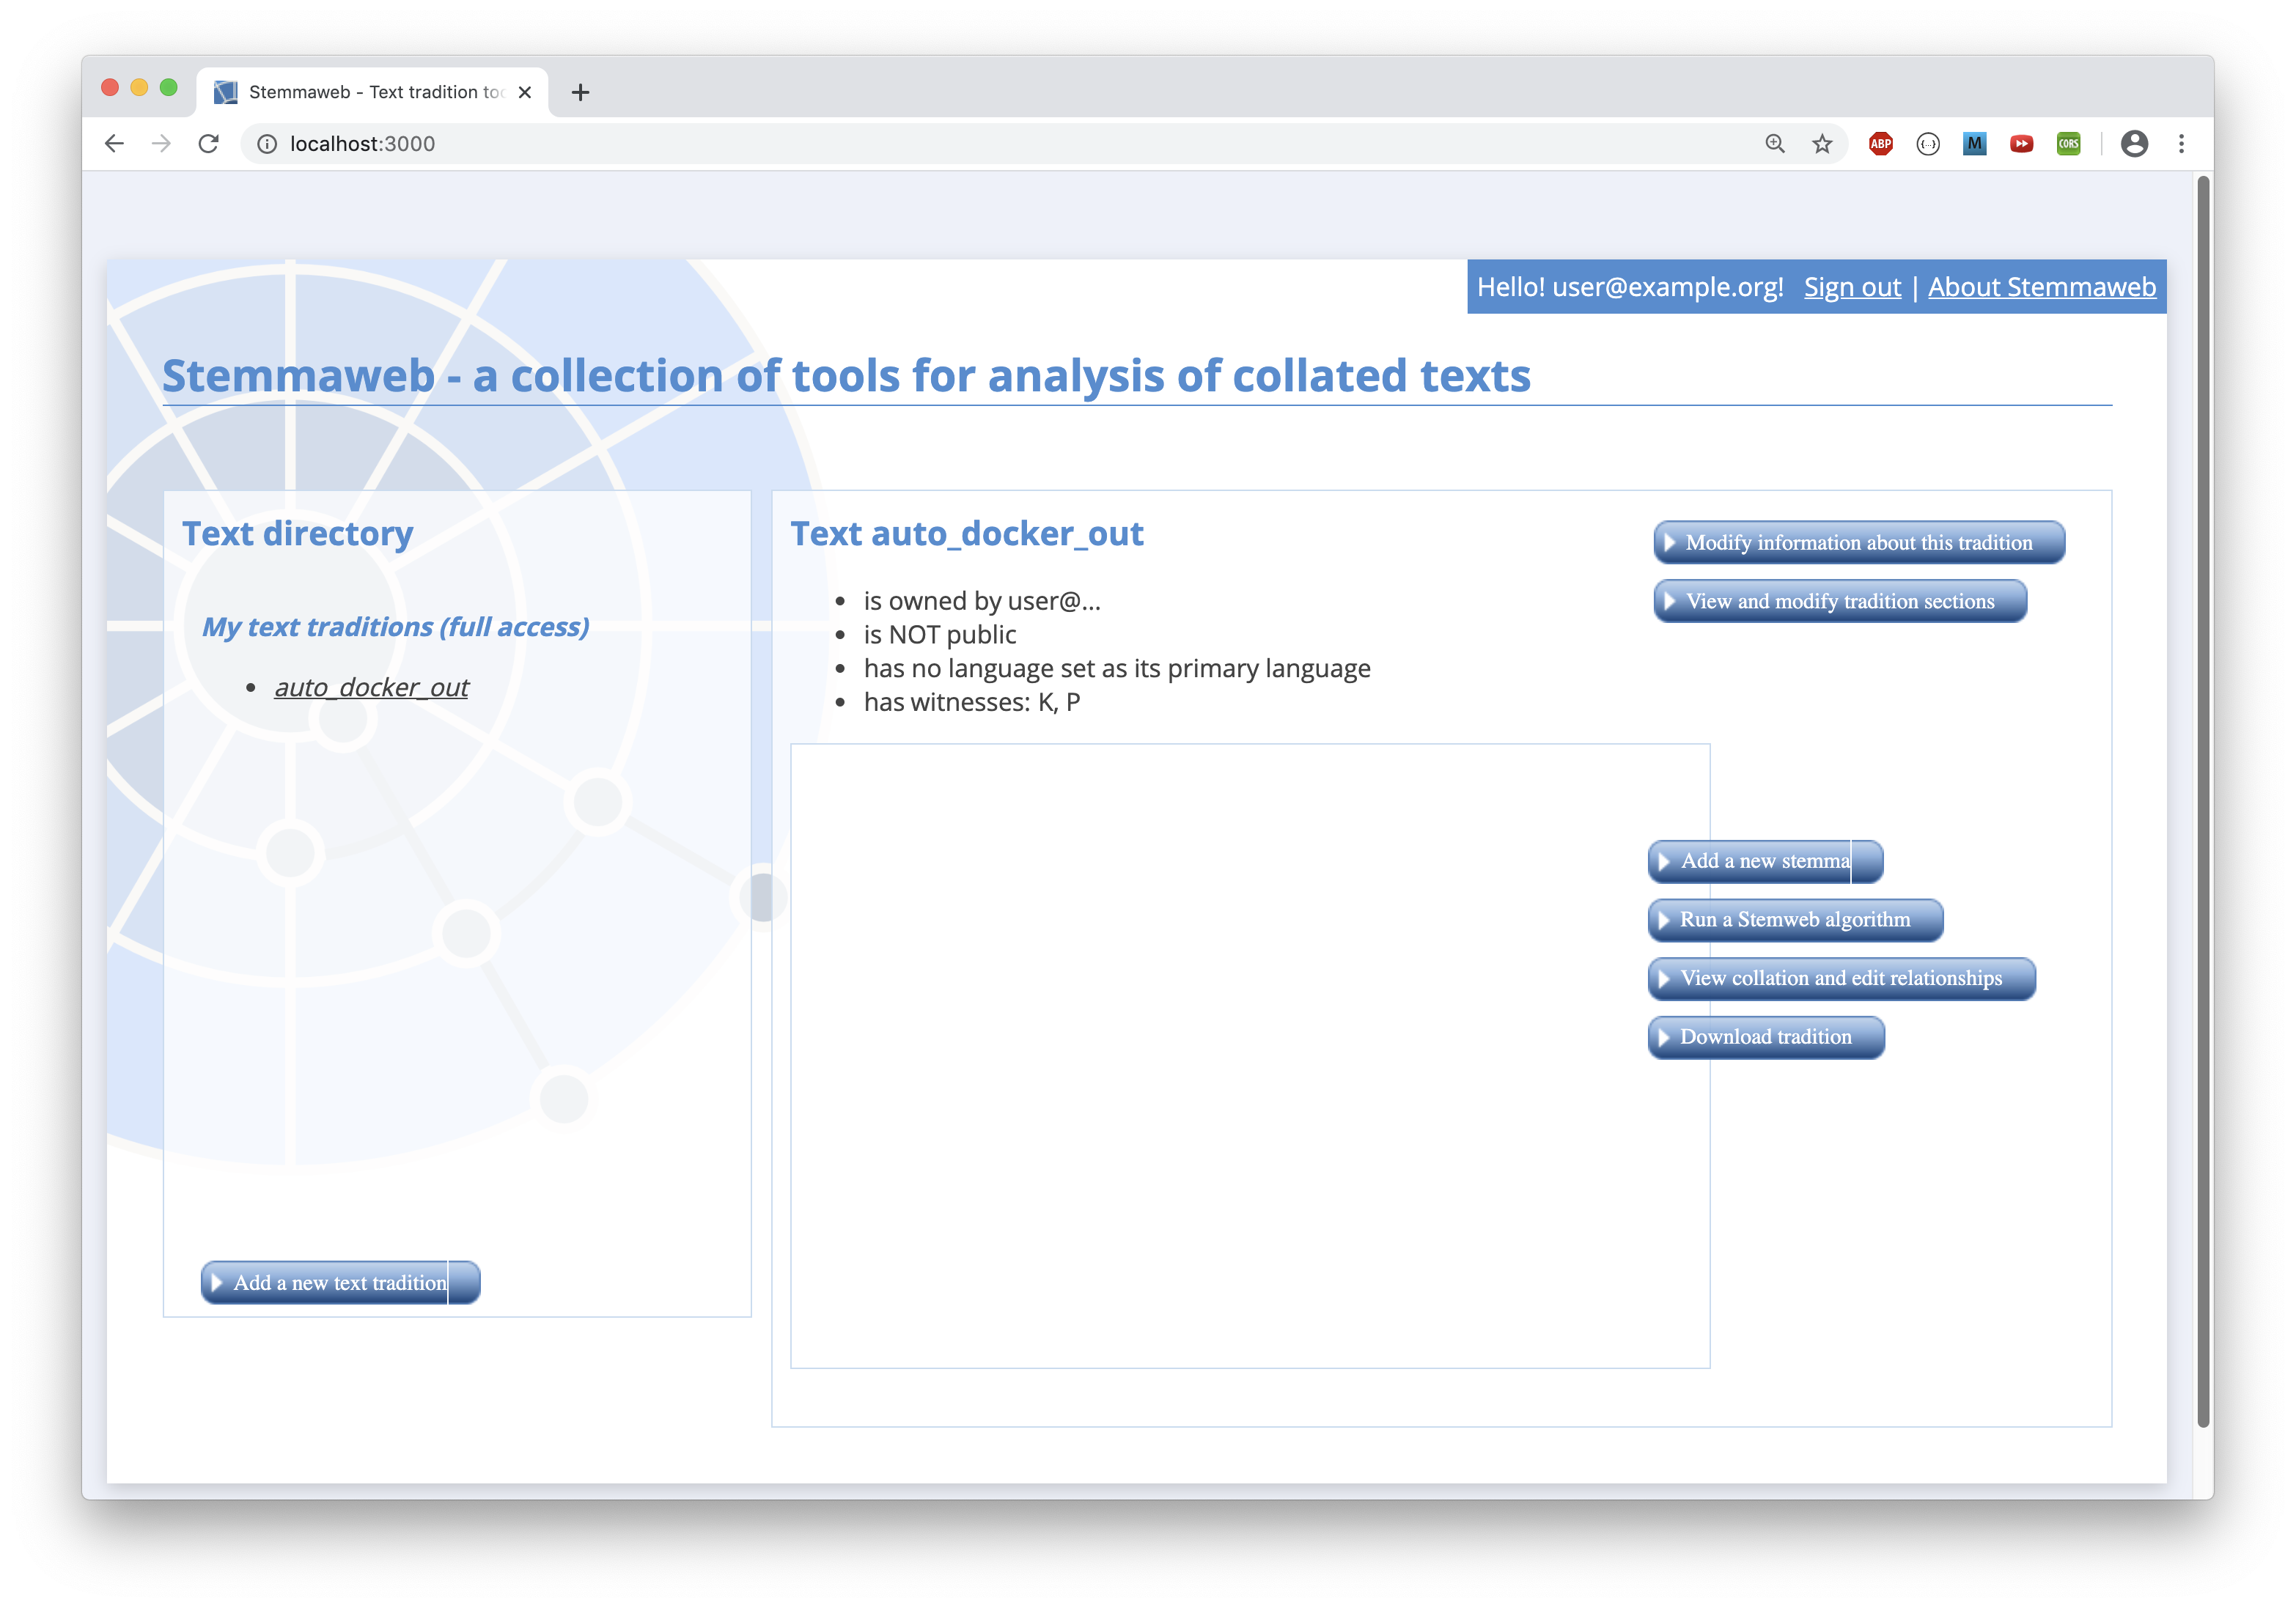 Stemmaweb - Text tradition too
localhost:3000
ABP
{...}
M
CORS
Hello! user@example.org! Sign out | About Stemmaweb
Stemmaweb - a collection of tools for analysis of collated texts
Text directory
My text traditions (full access)
auto_docker_out
Add a new text tradition
Text auto_docker_out
is owned by user@...
is NOT public
has no language set as its primary language
has witnesses: K, P
Modify information about this tradition
View and modify tradition sections
Add a new stemma
Run a Stemweb algorithm
View collation and edit relationships
Download tradition